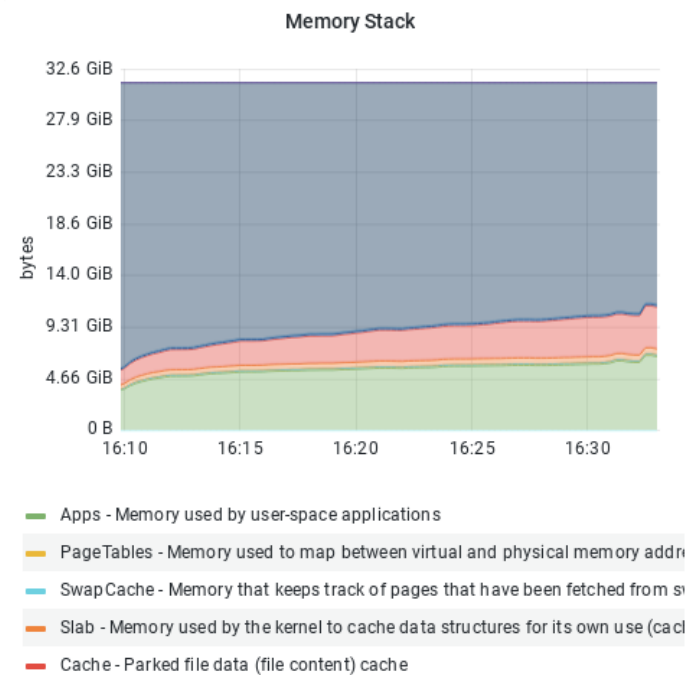 Memory Stack
32.6 GiB
27.9 GiB
23.3 GiB
18.6 GiB
14.0 GiB
9.31 GiB
4.66 GiB
0 B
bytes
16:10 16:15 16:20 16:25 16:30
Apps - Memory used by user-space applications
PageTables - Memory used to map between virtual and physical memory addre
SwapCache - Memory that keeps track of pages that have been fetched from sw
Slab - Memory used by the kernel to cache data structures for its own use (cach
Cache - Parked file data (file content) cache